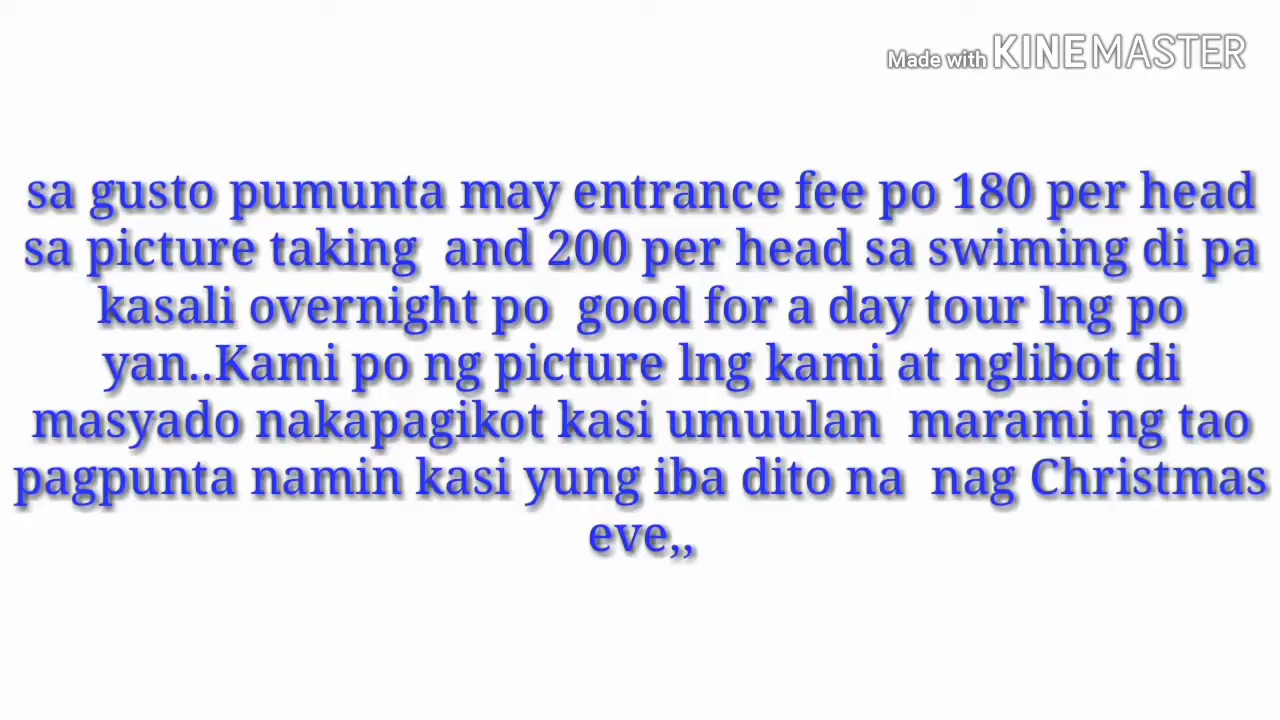 Made with KINEMASTER
sa gusto pumunta may entrance fee po 180 per head
sa picture taking and 200 per head sa swiming di pa
kasali overnight po good for a day tour lng po
yan..Kami po ng picture lng kami at nglibot di
masyado nakapagikot kasi umuulan marami ng tao
pagpunta namin kasi yung iba dito na nag Christmas
eve,,